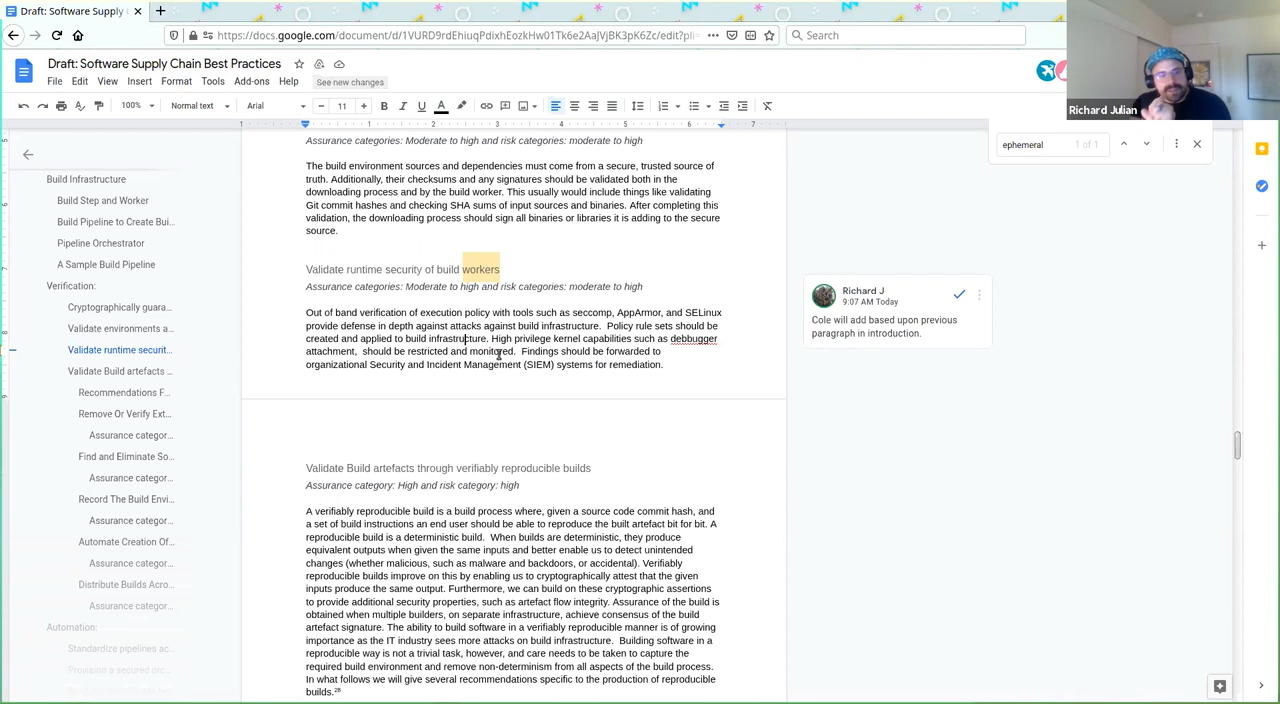 Draft: Software Supply C
https://docs.google.com/document/d/1VURD9rdEhiuqPdixhEozkHw01Tk6e2AaJVjBK3pK6Zc/edit?pli=
Search
Draft: Software Supply Chain Best Practices
File Edit View Insert Format Tools Add-ons Help See new changes
100% Normal text Arial 11
Richard Julian
ephemeral 1 of 1
1 1 2 3 4 5 6 7
Build Infrastructure
Build Step and Worker
Build Pipeline to Create Bui...
Pipeline Orchestrator
A Sample Build Pipeline
Verification:
Cryptographically guara...
Validate environments a...
Validate runtime securit...
Validate Build artefacts ...
Recommendations F...
Remove Or Verify Ext...
Assurance categor...
Find and Eliminate So...
Assurance categor...
Record The Build Envi...
Assurance categor...
Automate Creation Of...
Assurance categor...
Distribute Builds Acro...
Assurance categor...
Automation:
Standardize pipelines ac...
Provision a secured orc...
Assurance categories: Moderate to high and risk categories: moderate to high
The build environment sources and dependencies must come from a secure, trusted source of
truth. Additionally, their checksums and any signatures should be validated both in the
downloading process and by the build worker. This usually would include things like validating
Git commit hashes and checking SHA sums of input sources and binaries. After completing this
validation, the downloading process should sign all binaries or libraries it is adding to the secure
source.
Validate runtime security of build workers
Assurance categories: Moderate to high and risk categories: moderate to high
Out of band verification of execution policy with tools such as seccomp, AppArmor, and SELinux
provide defense in depth against attacks against build infrastructure. Policy rule sets should be
created and applied to build infrastructure. High privilege kernel capabilities such as debbugger
attachment, should be restricted and monitored. Findings should be forwarded to
organizational Security and Incident Management (SIEM) systems for remediation.
Validate Build artefacts through verifiably reproducible builds
Assurance category: High and risk category: high
A verifiably reproducible build is a build process where, given a source code commit hash, and
a set of build instructions an end user should be able to reproduce the built artefact bit for bit. A
reproducible build is a deterministic build. When builds are deterministic, they produce
equivalent outputs when given the same inputs and better enable us to detect unintended
changes (whether malicious, such as malware and backdoors, or accidental). Verifiably
reproducible builds improve on this by enabling us to cryptographically attest that the given
inputs produce the same output. Furthermore, we can build on these cryptographic assertions
to provide additional security properties, such as artefact flow integrity. Assurance of the build is
obtained when multiple builders, on separate infrastructure, achieve consensus of the build
artefact signature. The ability to build software in a verifiably reproducible manner is of growing
importance as the IT industry sees more attacks on build infrastructure. Building software in a
reproducible way is not a trivial task, however, and care needs to be taken to capture the
required build environment and remove non-determinism from all aspects of the build process.
In what follows we will give several recommendations specific to the production of reproducible
builds.28
Richard J
9:07 AM Today
Cole will add based upon previous
paragraph in introduction.